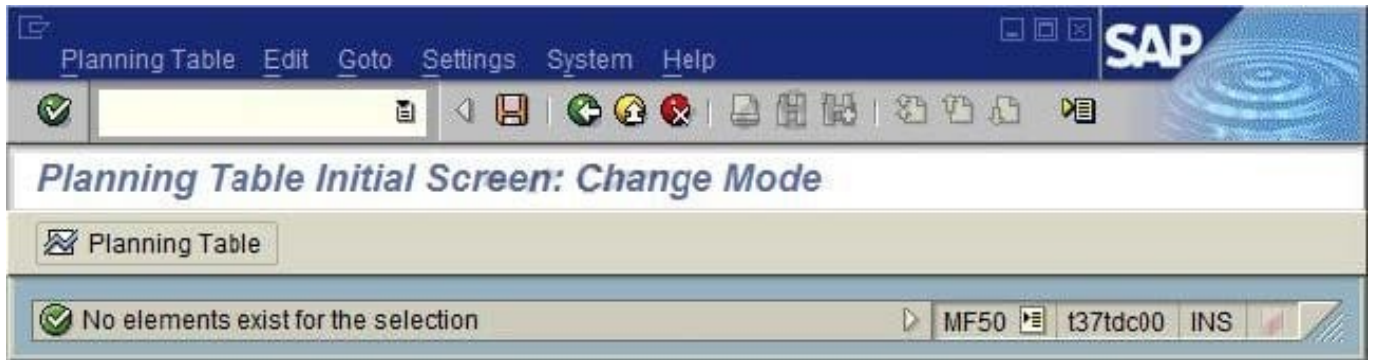 Planning Table Edit Goto Settings System Help
SAP
Planning Table Initial Screen: Change Mode
Planning Table
No elements exist for the selection MF50 t37tdc00 INS